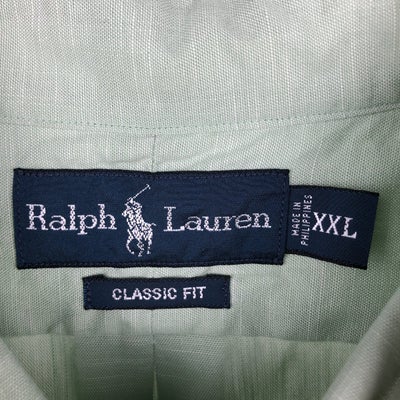 Ralph Lauren
MADE IN
PHILIPPINES
XXL
CLASSIC FIT